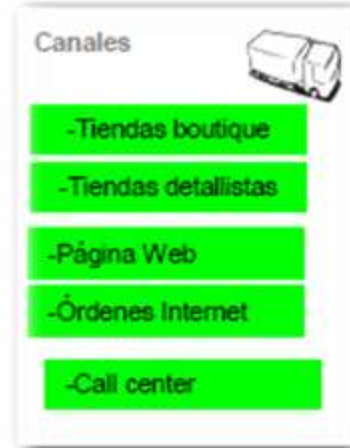 Canales
-Tiendas boutique
-Tiendas detallistas
-Página Web
-Órdenes Internet
-Call center